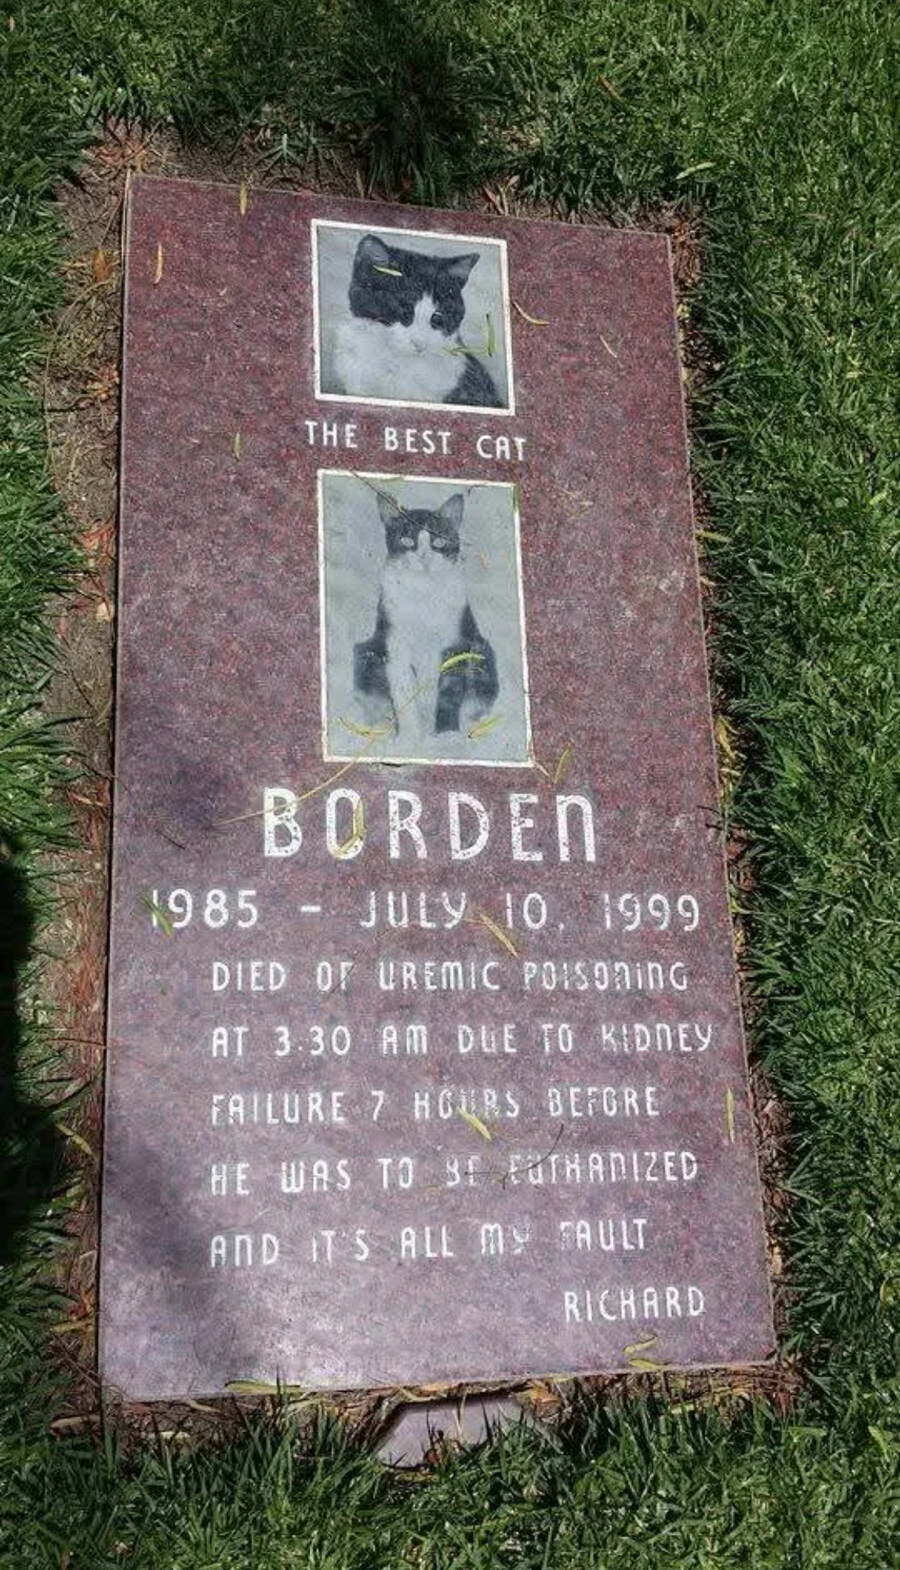 THE BEST CAT
BORDEN
1985 - JULY 10, 1999
DIED OF UREMIC POISONING
AT 3:30 AM DUE TO KIDNEY
FAILURE 7 HOURS BEFORE
HE WAS TO BE EUTHANIZED
AND IT'S ALL MY FAULT
RICHARD